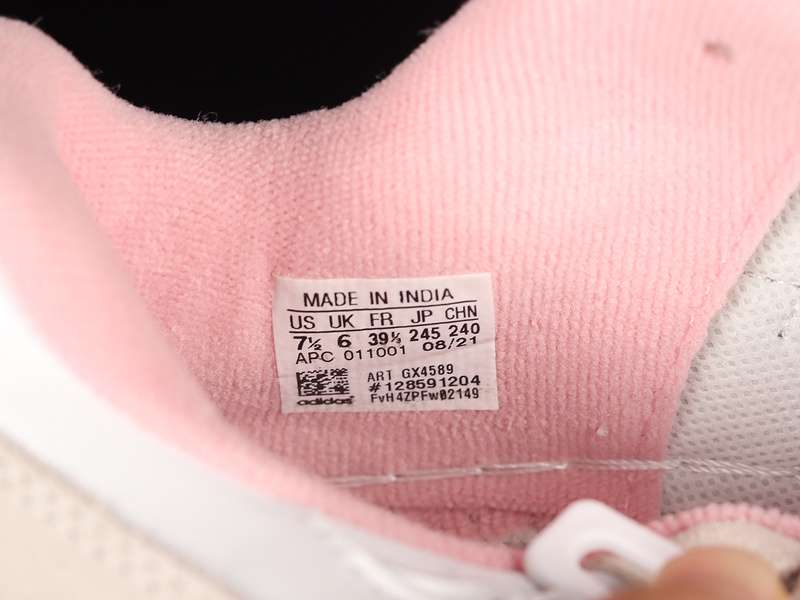 MADE IN INDIA
US UK FR JP CHN
7½ 6 39⅓ 245 240
APC 011001 08/21
ART GX4589
#128591204
adidas FvH4ZPFw02149